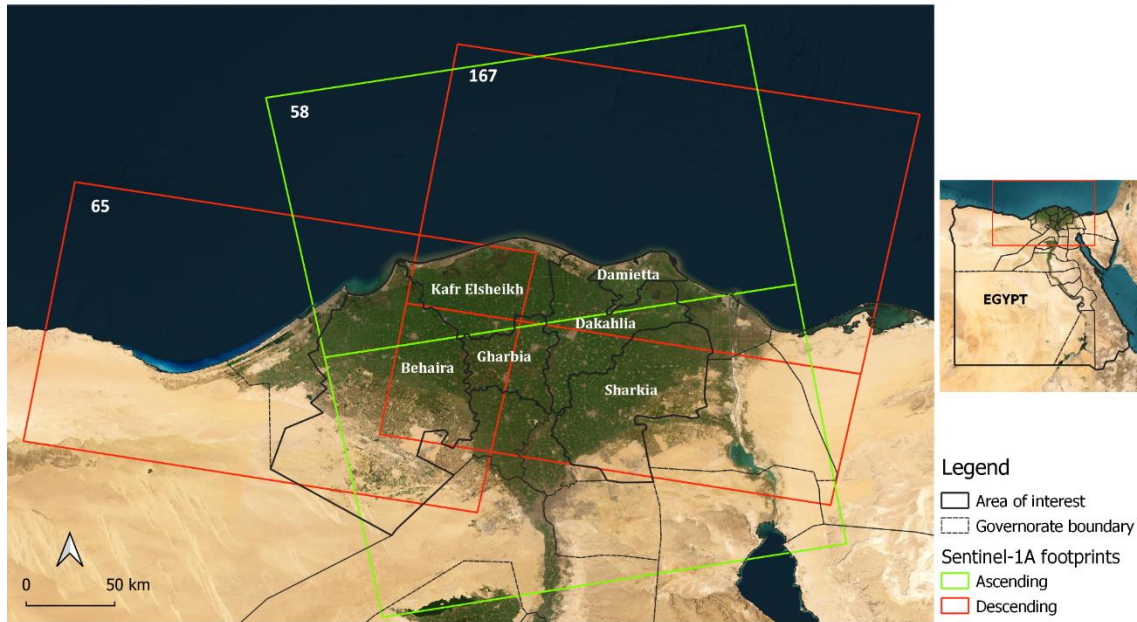 167
58
65
Damietta
Kafr Elsheikh
Dakahlia
Gharbia
Behaira
Sharkia
0 50 km
EGYPT
Legend
Area of interest
Governorate boundary
Sentinel-1A footprints
Ascending
Descending